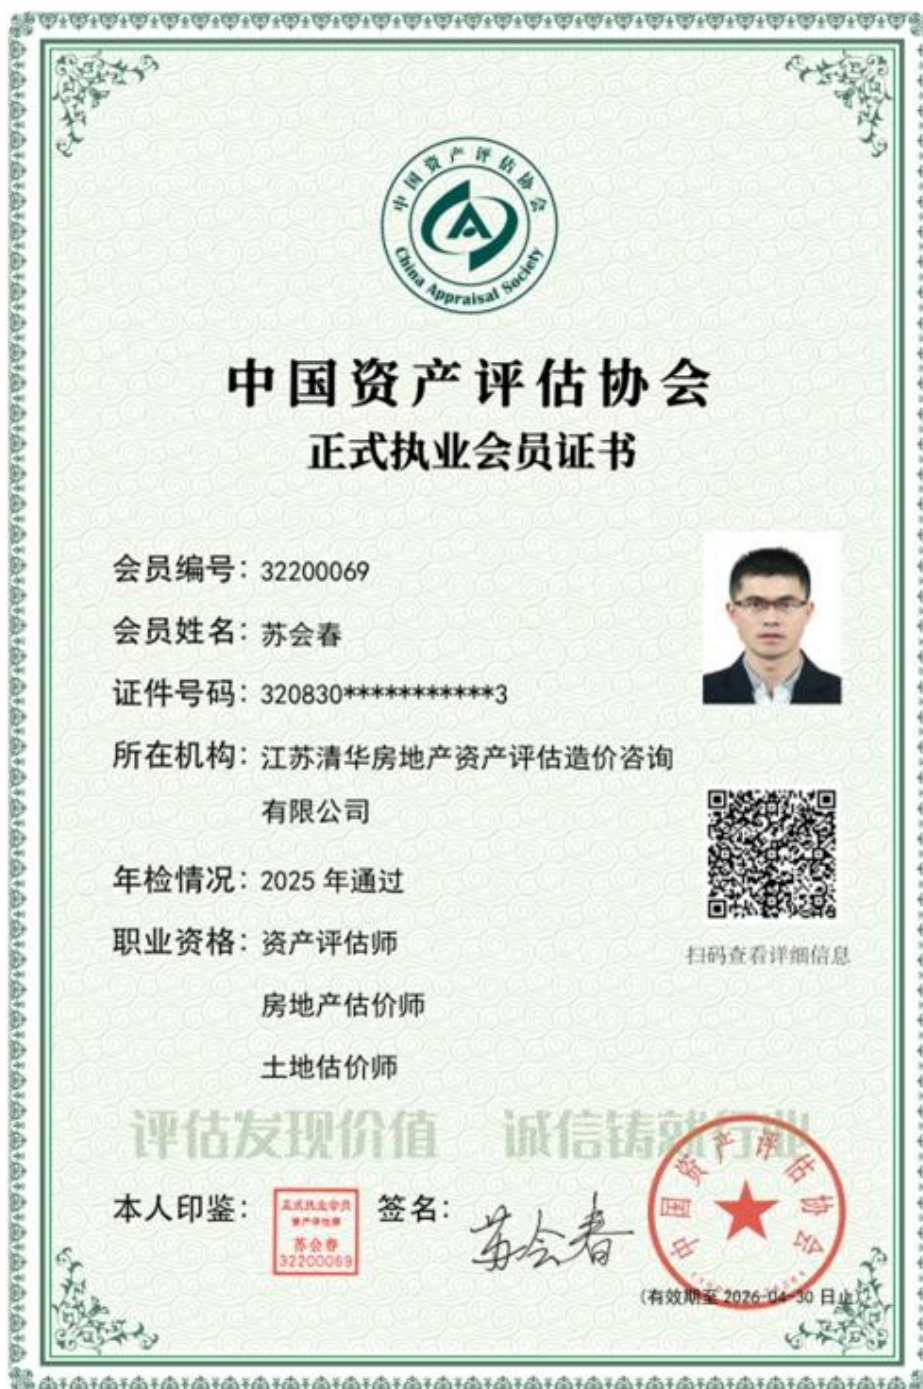 中国资产评估协会
China Appraisal Society
中国资产评估协会
正式执业会员证书
会员编号：32200069
会员姓名：苏会春
证件号码：320830***********3
所在机构：江苏清华房地产资产评估造价咨询
有限公司
年检情况：2025 年通过
职业资格：资产评估师
扫码查看详细信息
房地产估价师
土地估价师
评估发现价值 诚信铸就行业
本人印鉴：
正式执业会员
资产评估师
苏会春
32200069
签名：
苏会春
中国资产评估协会
(有效期至 2026-04-30 日止)